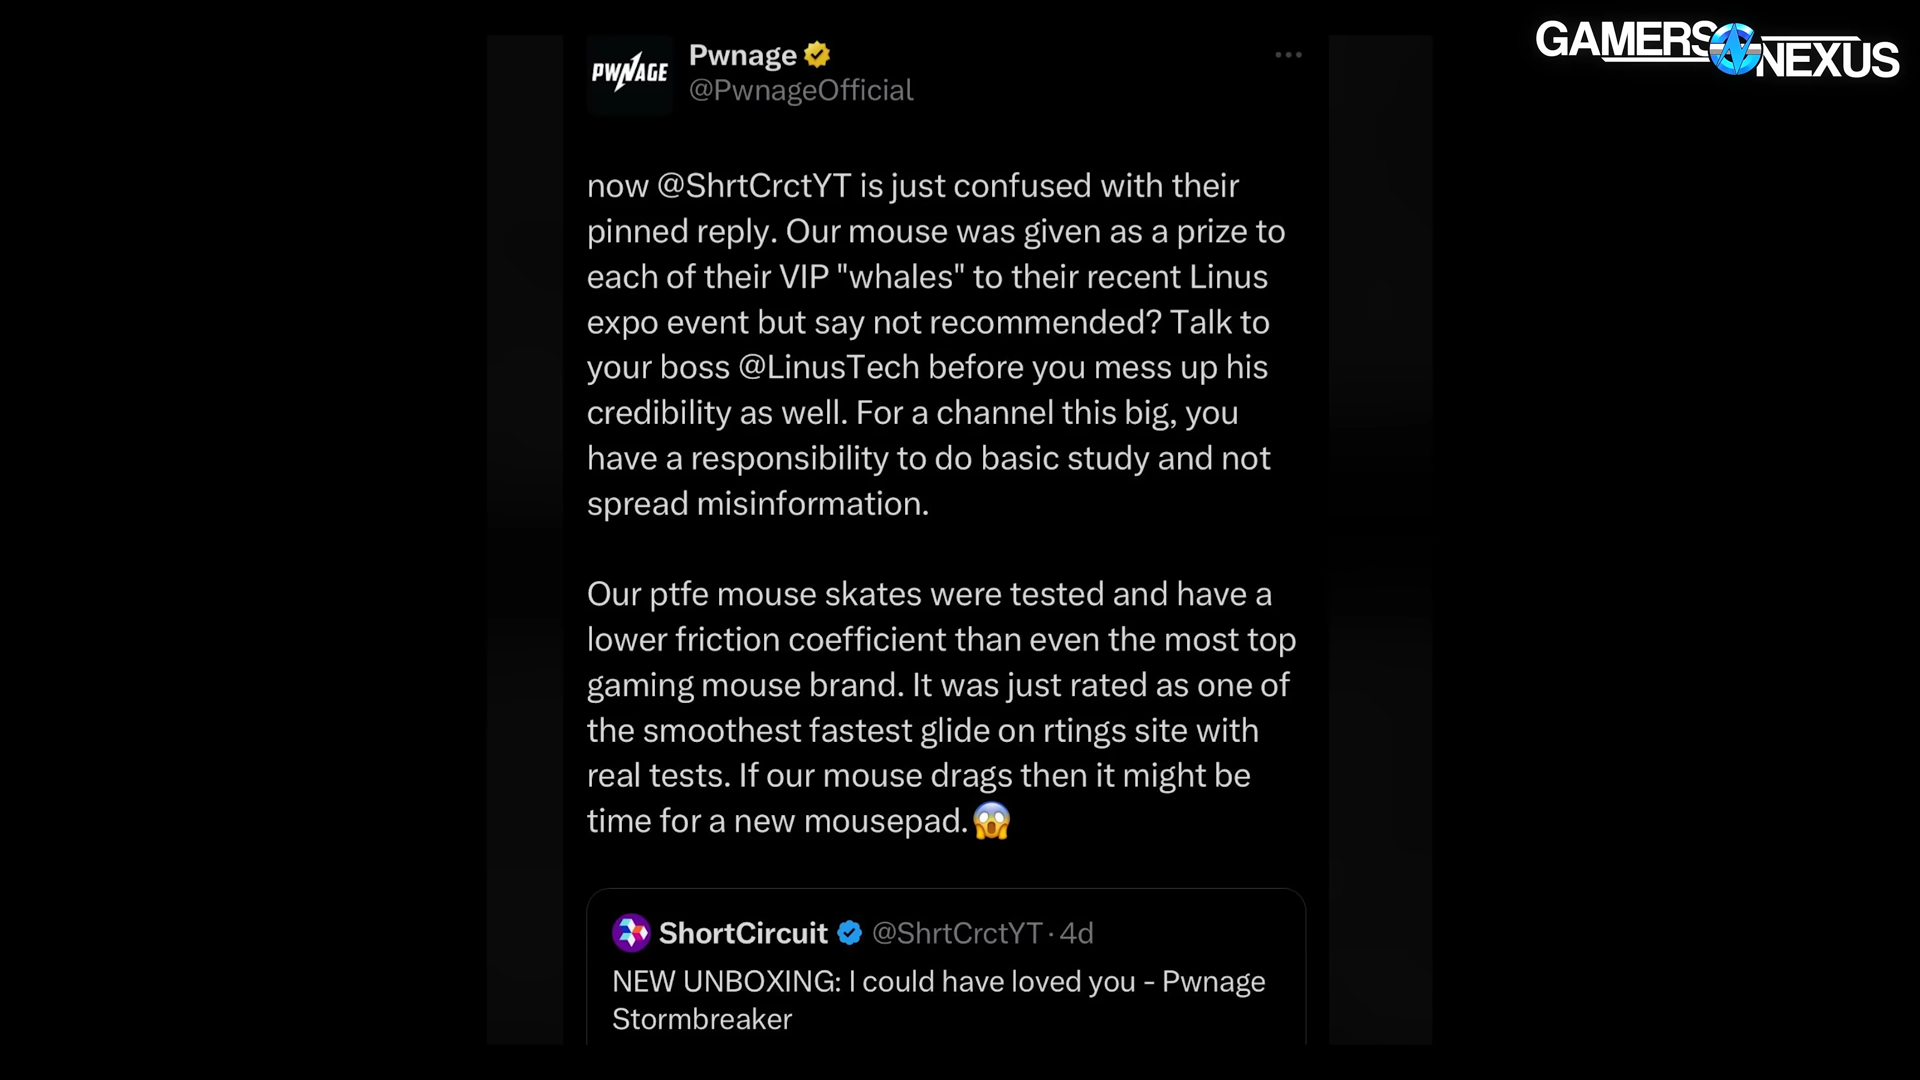 GAMERS NEXUS
PWNAGE
Pwnage
@PwnageOfficial
now @ShrtCrctYT is just confused with their
pinned reply. Our mouse was given as a prize to
each of their VIP "whales" to their recent Linus
expo event but say not recommended? Talk to
your boss @LinusTech before you mess up his
credibility as well. For a channel this big, you
have a responsibility to do basic study and not
spread misinformation.
Our ptfe mouse skates were tested and have a
lower friction coefficient than even the most top
gaming mouse brand. It was just rated as one of
the smoothest fastest glide on rtings site with
real tests. If our mouse drags then it might be
time for a new mousepad.😱
ShortCircuit @ShrtCrctYT · 4d
NEW UNBOXING: I could have loved you - Pwnage
Stormbreaker